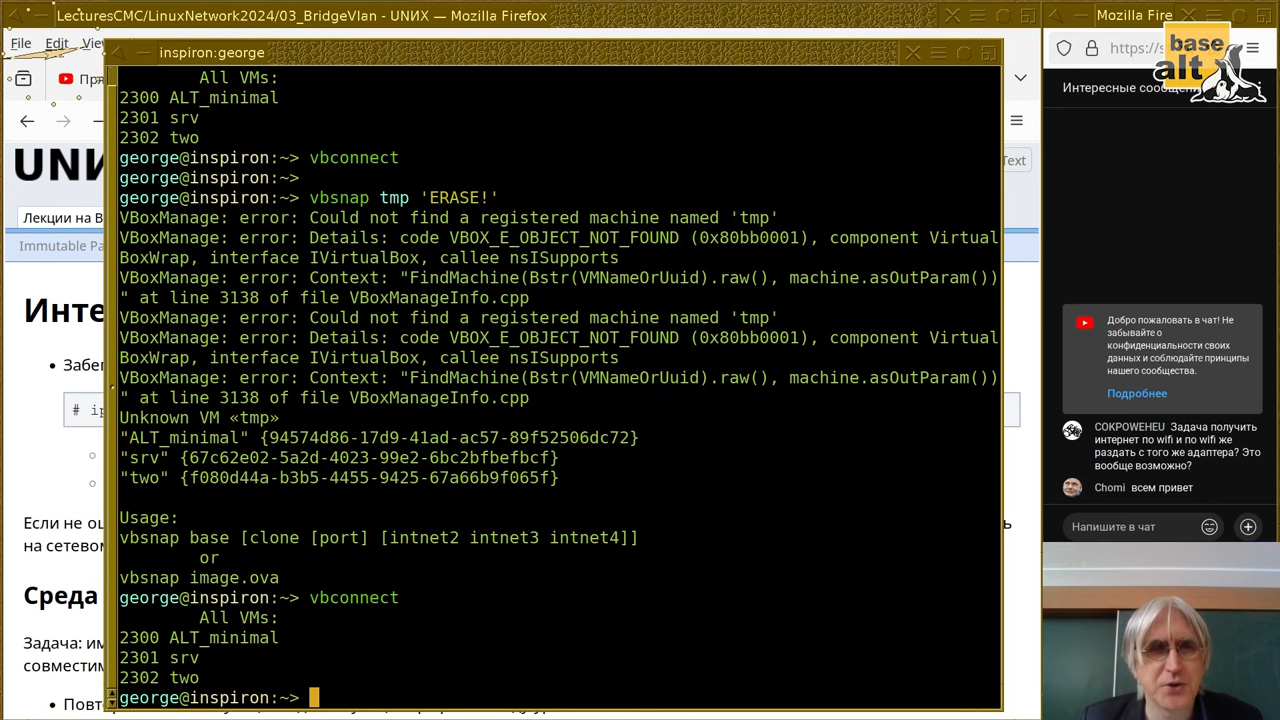 LecturesCMC/LinuxNetwork2024/03_BridgeVlan - UNИX — Mozilla Firefox
Mozilla Fire
File Edit
inspiron:george
https://s
base
alt
Интересные
All VMs:
2300 ALT_minimal
2301 srv
2302 two
george@inspiron:~> vbconnect
george@inspiron:~>
george@inspiron:~> vbsnap tmp 'ERASE!'
VBoxManage: error: Could not find a registered machine named 'tmp'
VBoxManage: error: Details: code VBOX_E_OBJECT_NOT_FOUND (0x80bb0001), component Virtual
BoxWrap, interface IVirtualBox, callee nsISupports
VBoxManage: error: Context: "FindMachine(Bstr(VMNameOrUuid).raw(), machine.asOutParam())
" at line 3138 of file VBoxManageInfo.cpp
VBoxManage: error: Could not find a registered machine named 'tmp'
VBoxManage: error: Details: code VBOX_E_OBJECT_NOT_FOUND (0x80bb0001), component Virtual
BoxWrap, interface IVirtualBox, callee nsISupports
VBoxManage: error: Context: "FindMachine(Bstr(VMNameOrUuid).raw(), machine.asOutParam())
" at line 3138 of file VBoxManageInfo.cpp
Unknown VM «tmp»
"ALT_minimal" {94574d86-17d9-41ad-ac57-89f52506dc72}
"srv" {67c62e02-5a2d-4023-99e2-6bc2bfbefbcf}
"two" {f080d44a-b3b5-4455-9425-67a66b9f065f}
Usage:
vbsnap base [clone [port] [intnet2 intnet3 intnet4]]
or
vbsnap image.ova
george@inspiron:~> vbconnect
All VMs:
2300 ALT_minimal
2301 srv
2302 two
george@inspiron:~>
UNИ
Text
Лекции на В
Immutable Pa
Инте
Забе
# ip
Если не о
на сетевом
Среда
Задача: им
совместим
Повт
Добро пожаловать в чат! Не
забывайте о
конфиденциальности своих
данных и соблюдайте принципы
нашего сообщества.
Подробнее
COKPOWEHEU Задача получить
интернет по wifi и по wifi же
раздать с того же адаптера? Это
вообще возможно?
Chomi всем привет
Напишите в чат